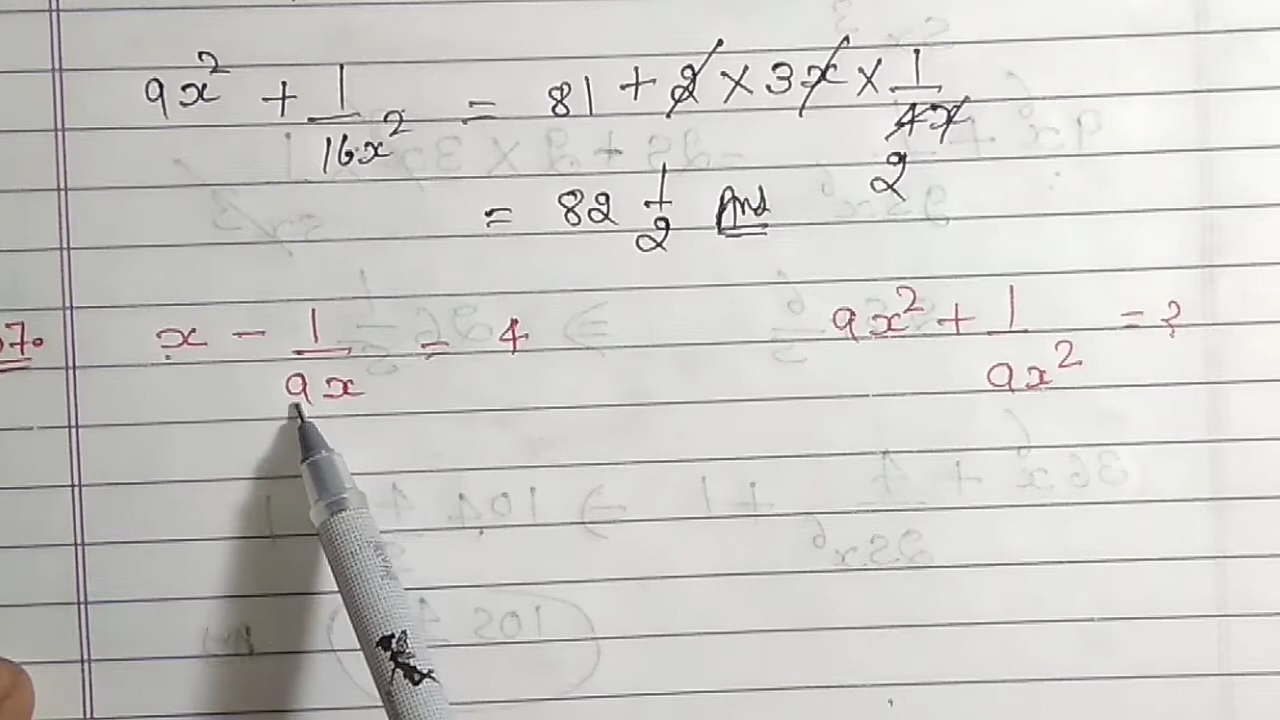 9x² + 1/16x² = 81 + 2 × 3x × 1/4x
2
= 82 1/2 Ans
7. x - 1/9x = 4 9x² + 1/9x² = ?